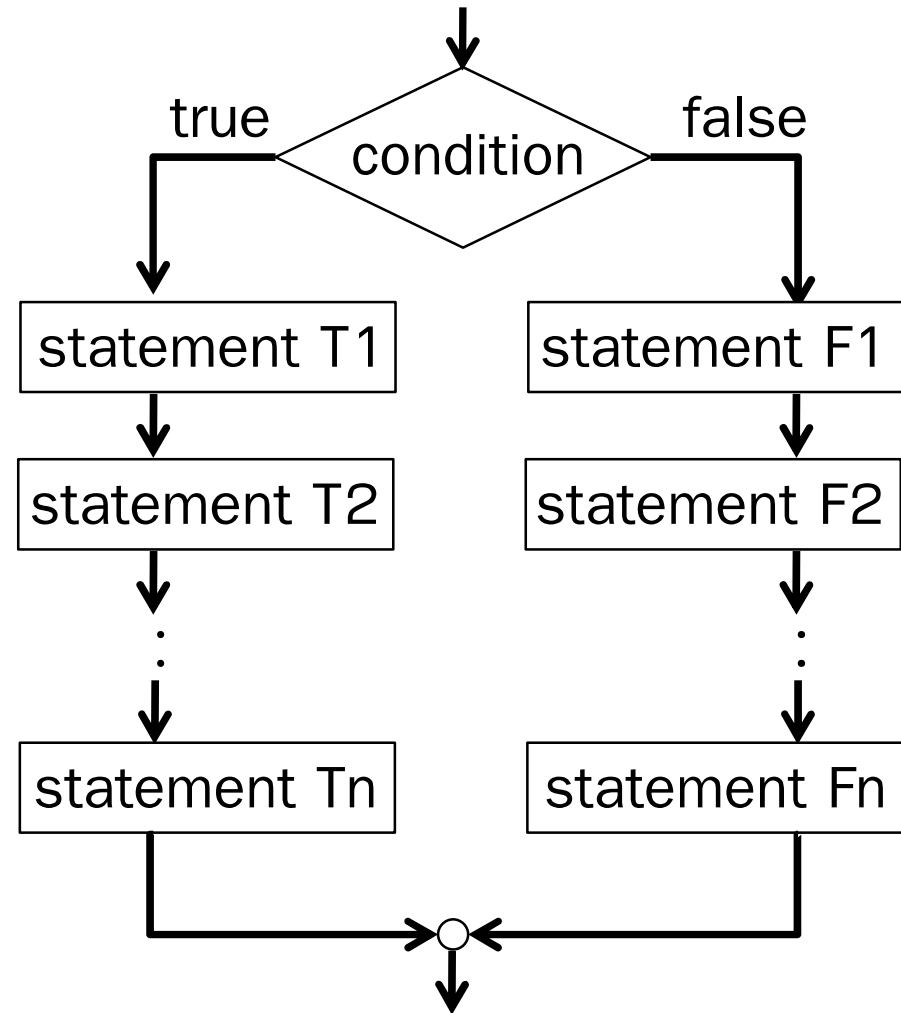 true
false
condition
statement T1
statement F1
statement T2
statement F2
:
:
statement Tn
statement Fn